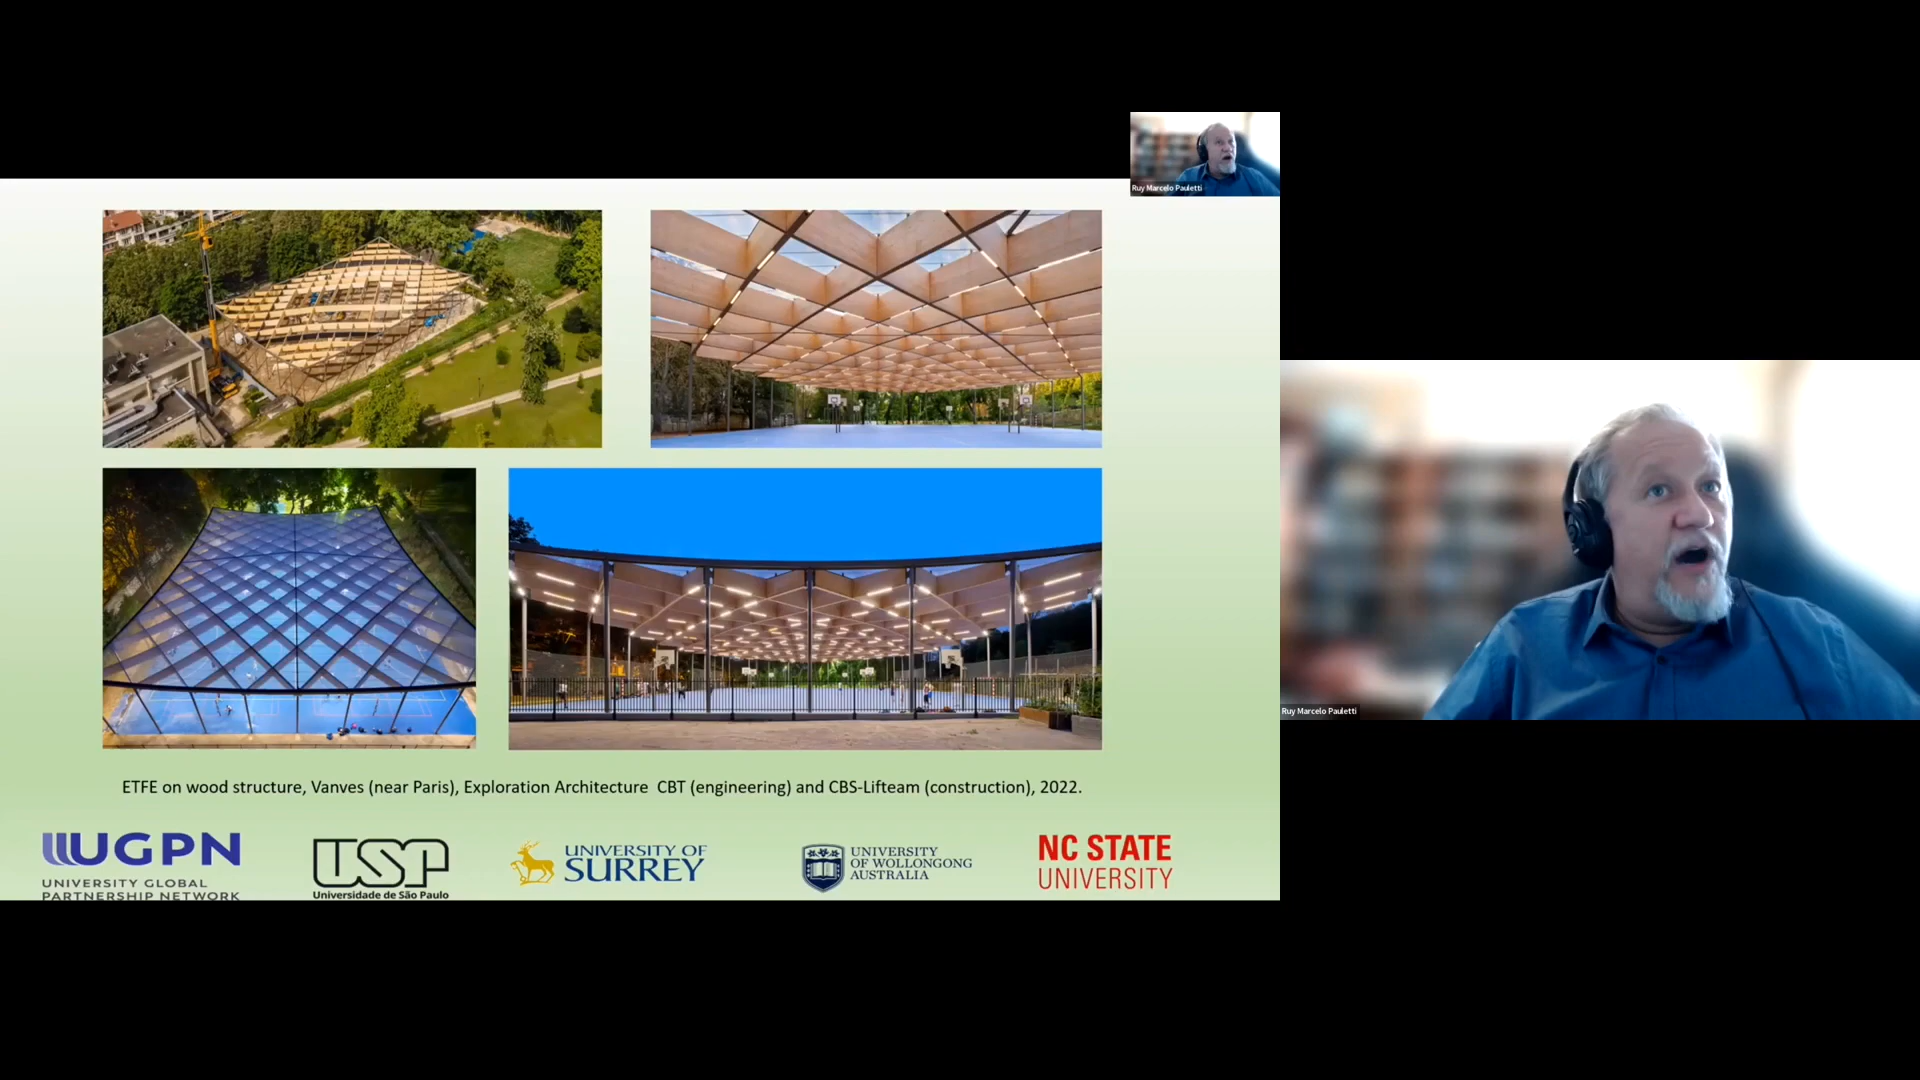 Ruy Marcelo Pauletti
Ruy Marcelo Pauletti
ETFE on wood structure, Vanves (near Paris), Exploration Architecture  CBT (engineering) and CBS-Lifteam (construction), 2022.
UGPN
UNIVERSITY GLOBAL
PARTNERSHIP NETWORK
USP
Universidade de São Paulo
UNIVERSITY OF
SURREY
UNIVERSITY
OF WOLLONGONG
AUSTRALIA
NC STATE
UNIVERSITY